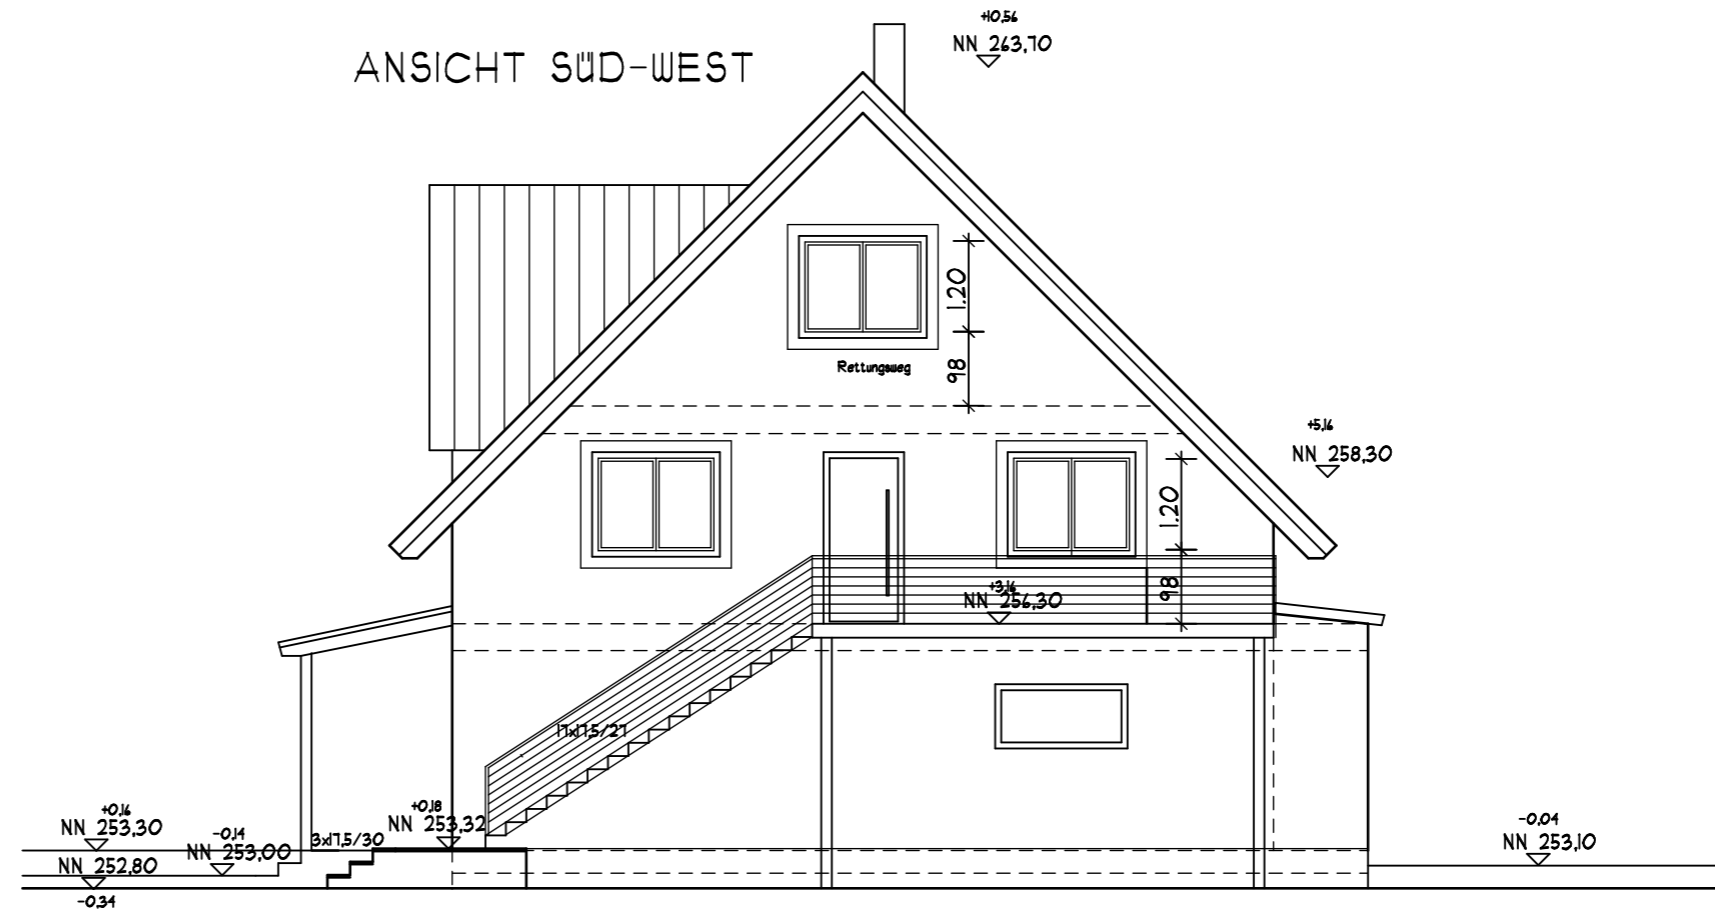 ANSICHT SÜD-WEST
+10,56
NN 263,70
1.20
98
Rettungsweg
+5,16
NN 258,30
1.20
98
+3,16
NN 256,30
17x17,5/27
+0,16
NN 253,30
-0,14
NN 253,00
3x17,5/30
+0,18
NN 253,32
NN 252,80
-0,34
-0,04
NN 253,10